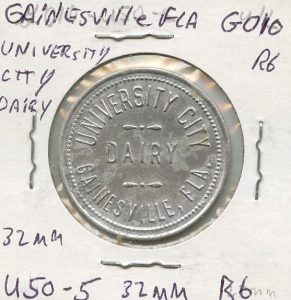 GAINESVILLE FLA G010
UNIVERSITY R6
CITY
DAIRY
UNIVERSITY CITY
DAIRY
GAINESVILLE, FLA.
32mm
U50-5 32mm R6